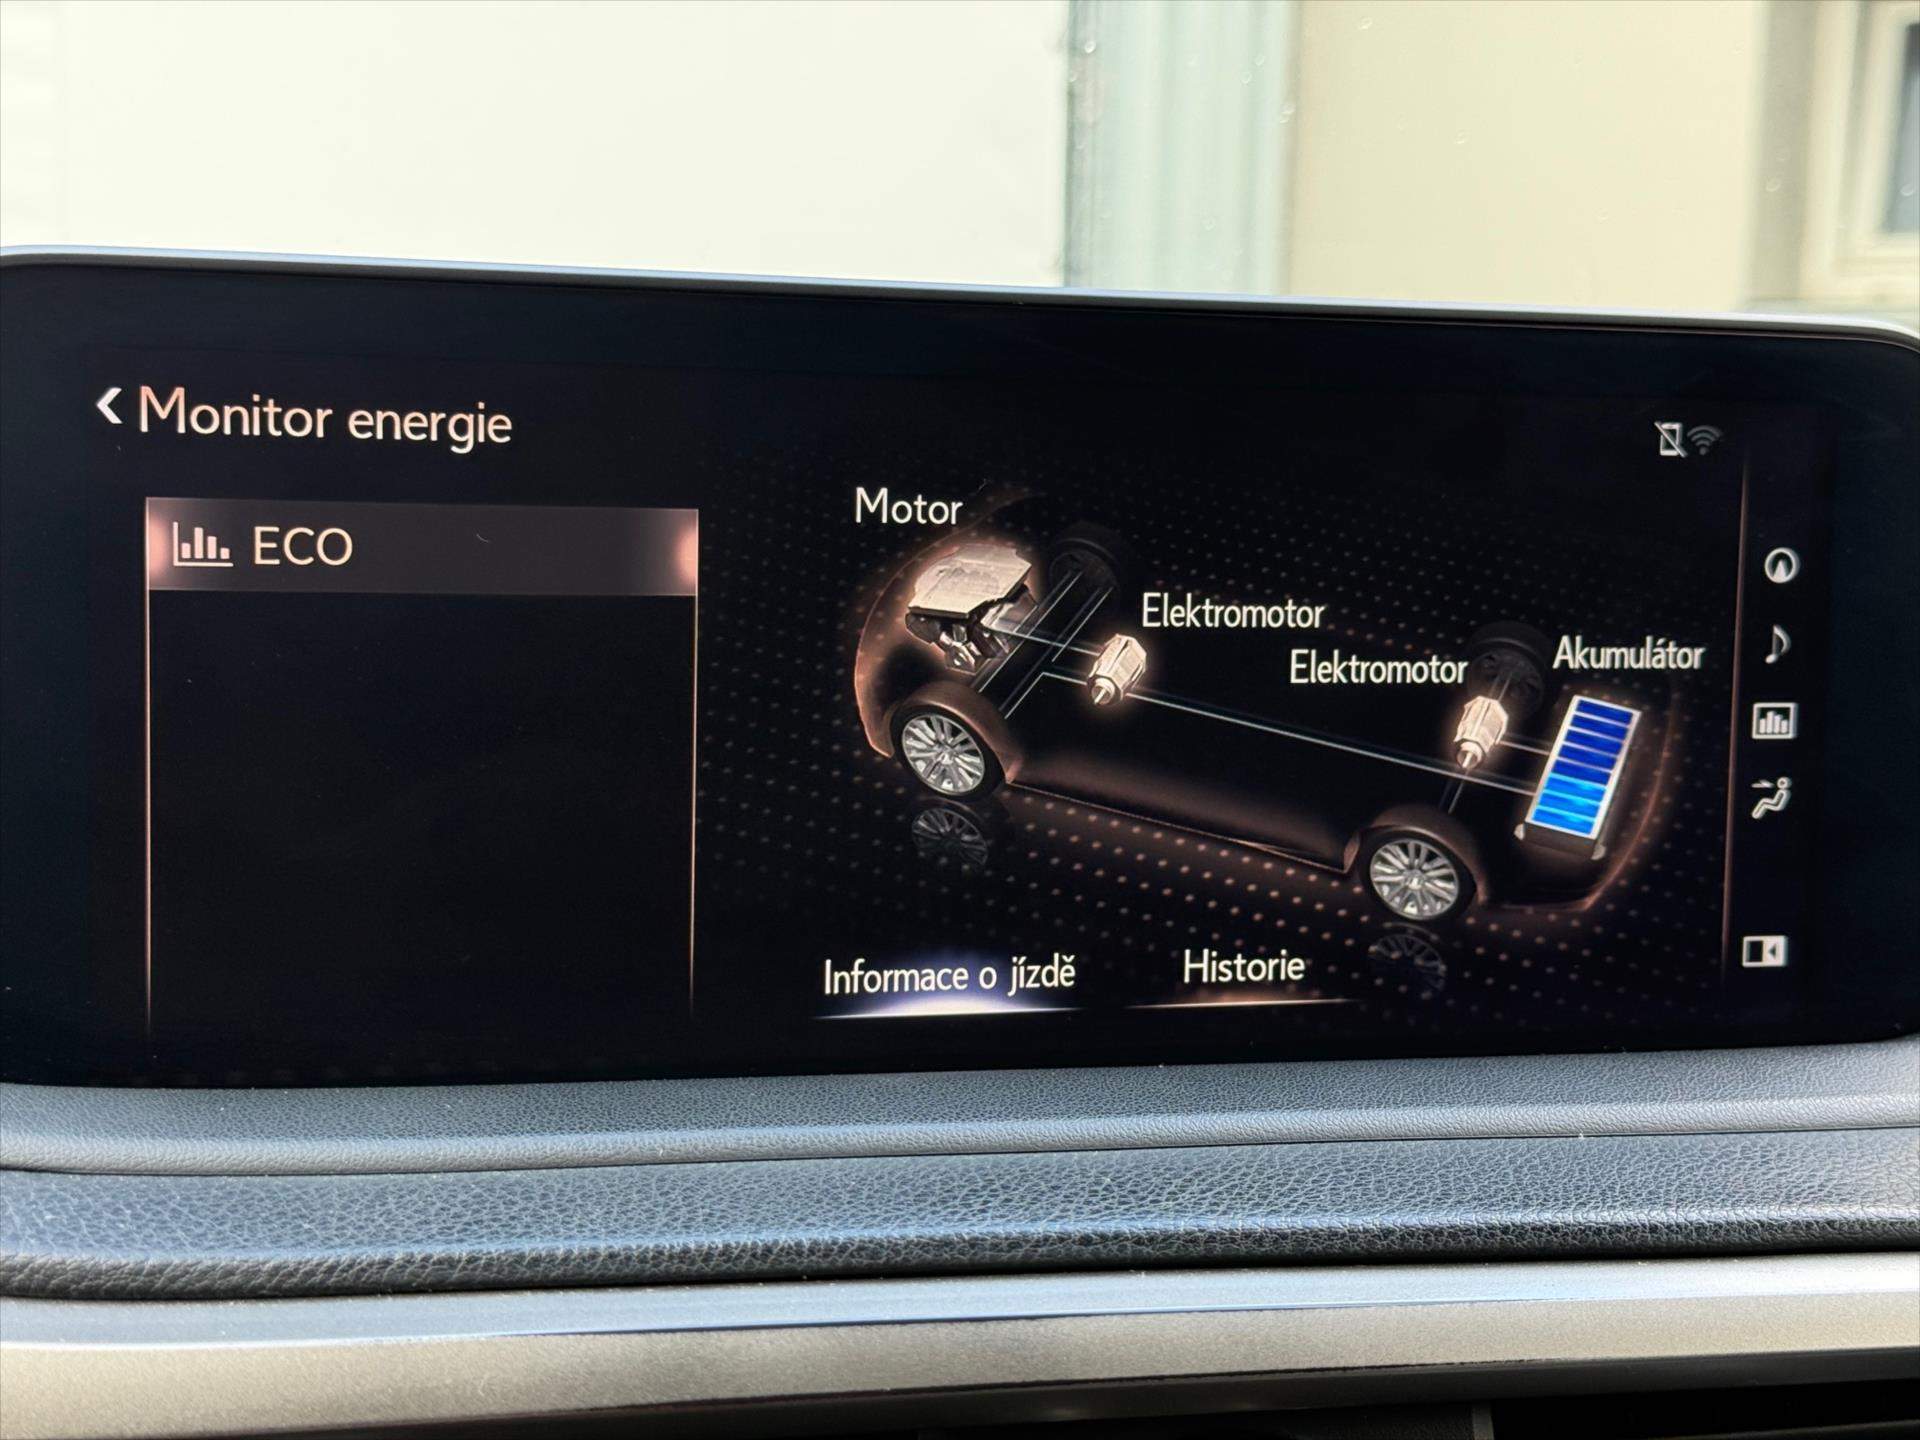 Monitor energie
ECO
Motor
Elektromotor
Elektromotor
Akumulátor
Informace o jízdě
Historie